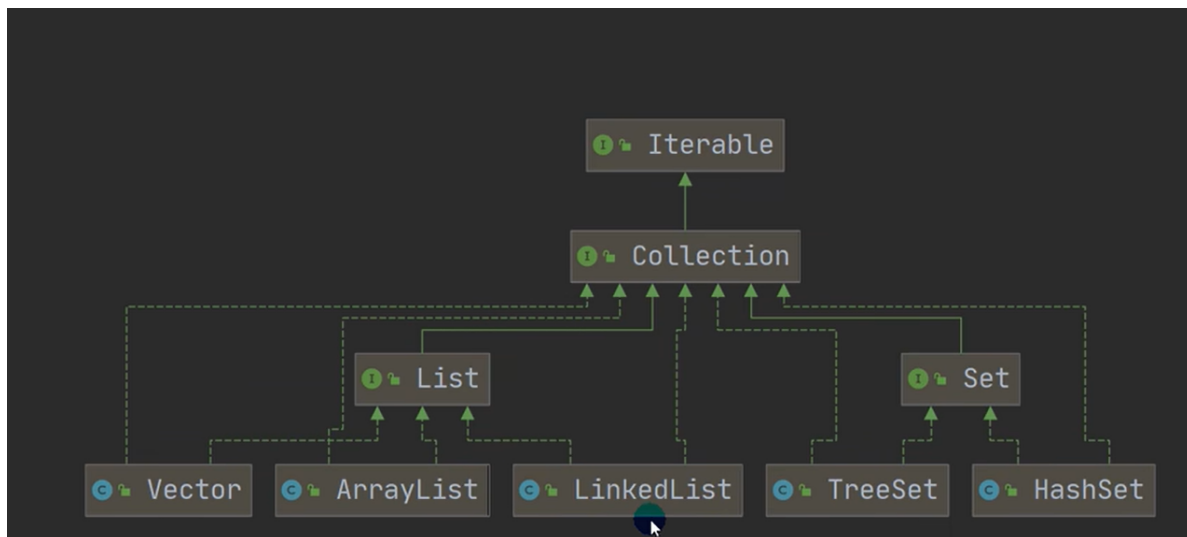 I Iterable
I Collection
I List
I Set
C Vector
C ArrayList
C LinkedList
C TreeSet
C HashSet